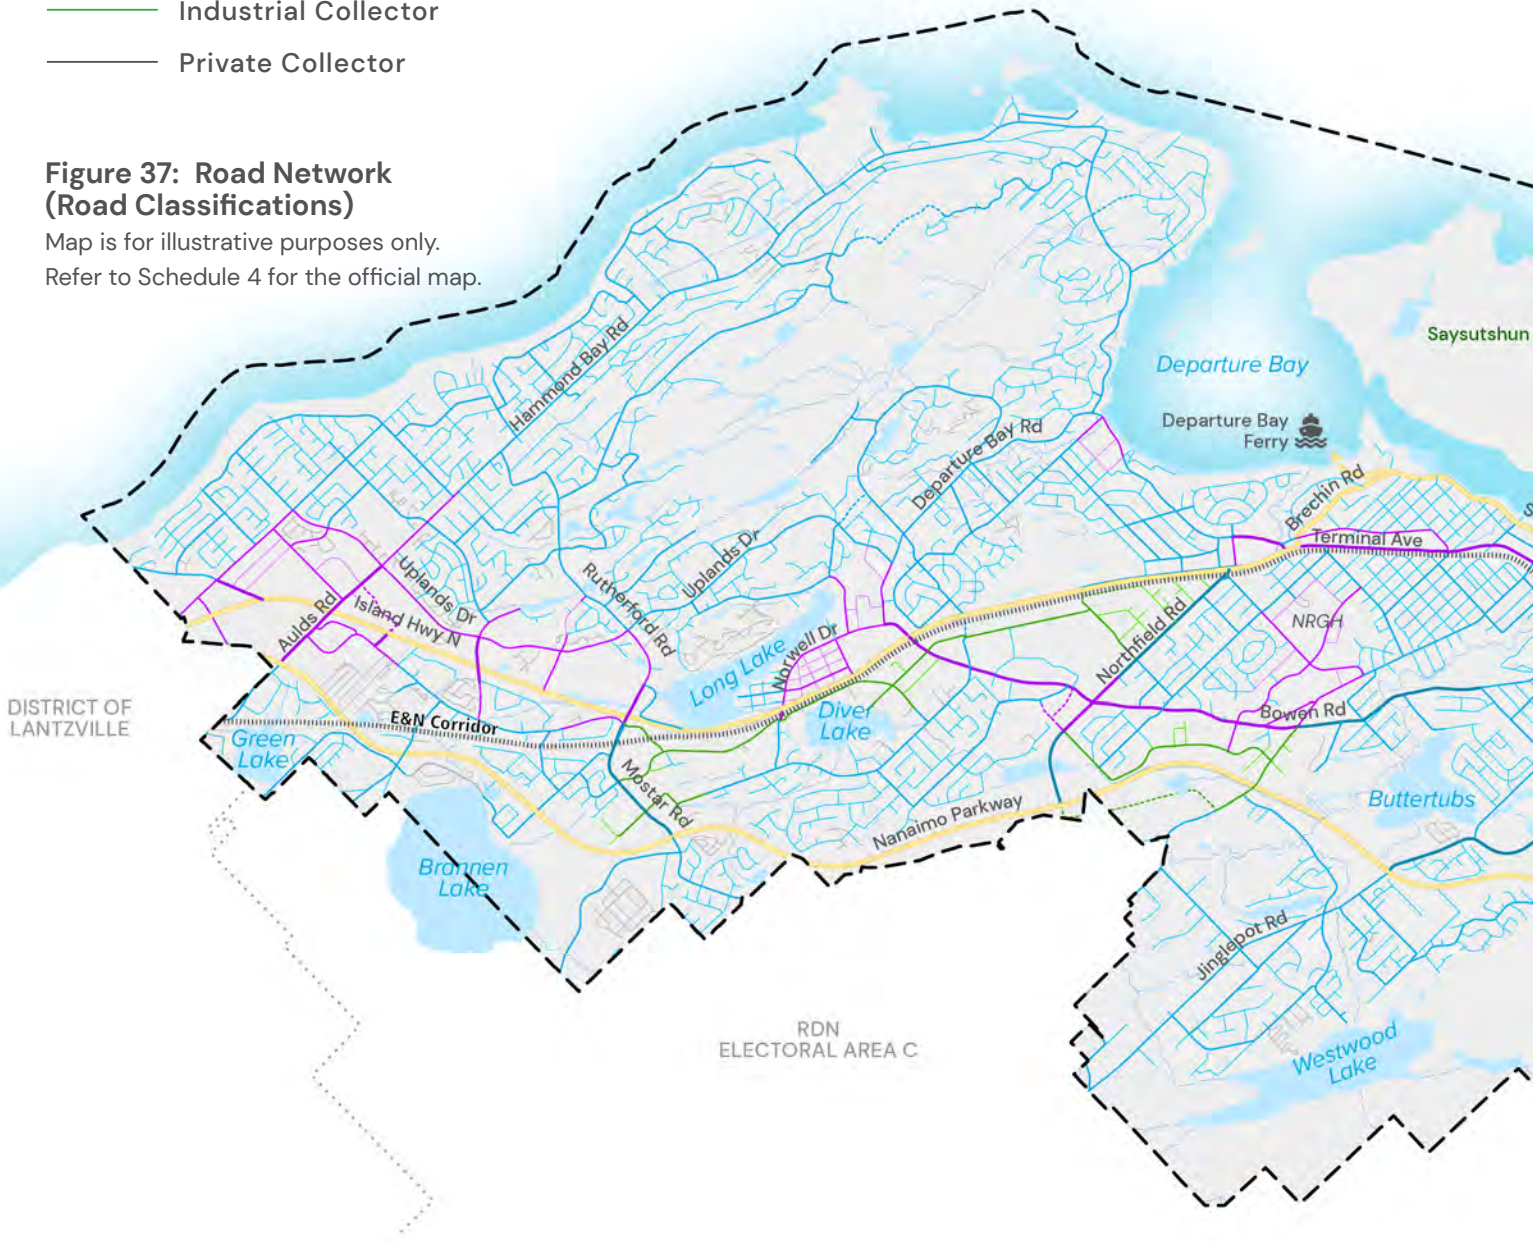 Industrial Collector
Private Collector
Figure 37: Road Network
(Road Classifications)
Map is for illustrative purposes only.
Refer to Schedule 4 for the official map.
Hammond Bay Rd
Departure Bay
Saysutshun
Departure Bay
Ferry
Departure Bay Rd
Brechin Rd
Terminal Ave
Uplands Dr
Uplands Dr
Rutherford Rd
Aulds Rd
Island Hwy N
Northfield Rd
NRGH
Norwell Dr
Long Lake
DISTRICT OF
LANTZVILLE
E&N Corridor
Green
Lake
Diver
Lake
Bowen Rd
Mostar Rd
Nanaimo Parkway
Buttertubs
Brannen
Lake
Jinglepot Rd
RDN
ELECTORAL AREA C
Westwood
Lake